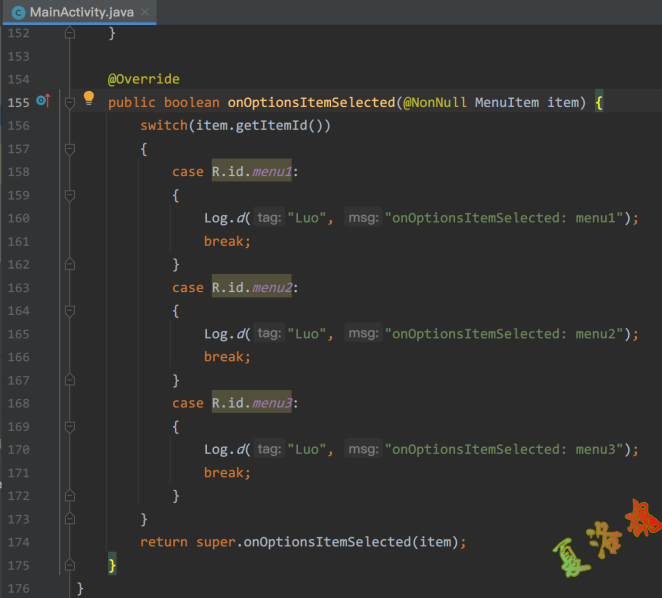 MainActivity.java
152 }
153
154 @Override
155 public boolean onOptionsItemSelected(@NonNull MenuItem item) {
156 switch(item.getItemId())
157 {
158 case R.id.menu1:
159 {
160 Log.d( tag: "Luo", msg: "onOptionsItemSelected: menu1");
161 break;
162 }
163 case R.id.menu2:
164 {
165 Log.d( tag: "Luo", msg: "onOptionsItemSelected: menu2");
166 break;
167 }
168 case R.id.menu3:
169 {
170 Log.d( tag: "Luo", msg: "onOptionsItemSelected: menu3");
171 break;
172 }
173 }
174 return super.onOptionsItemSelected(item);
175 }
176 }